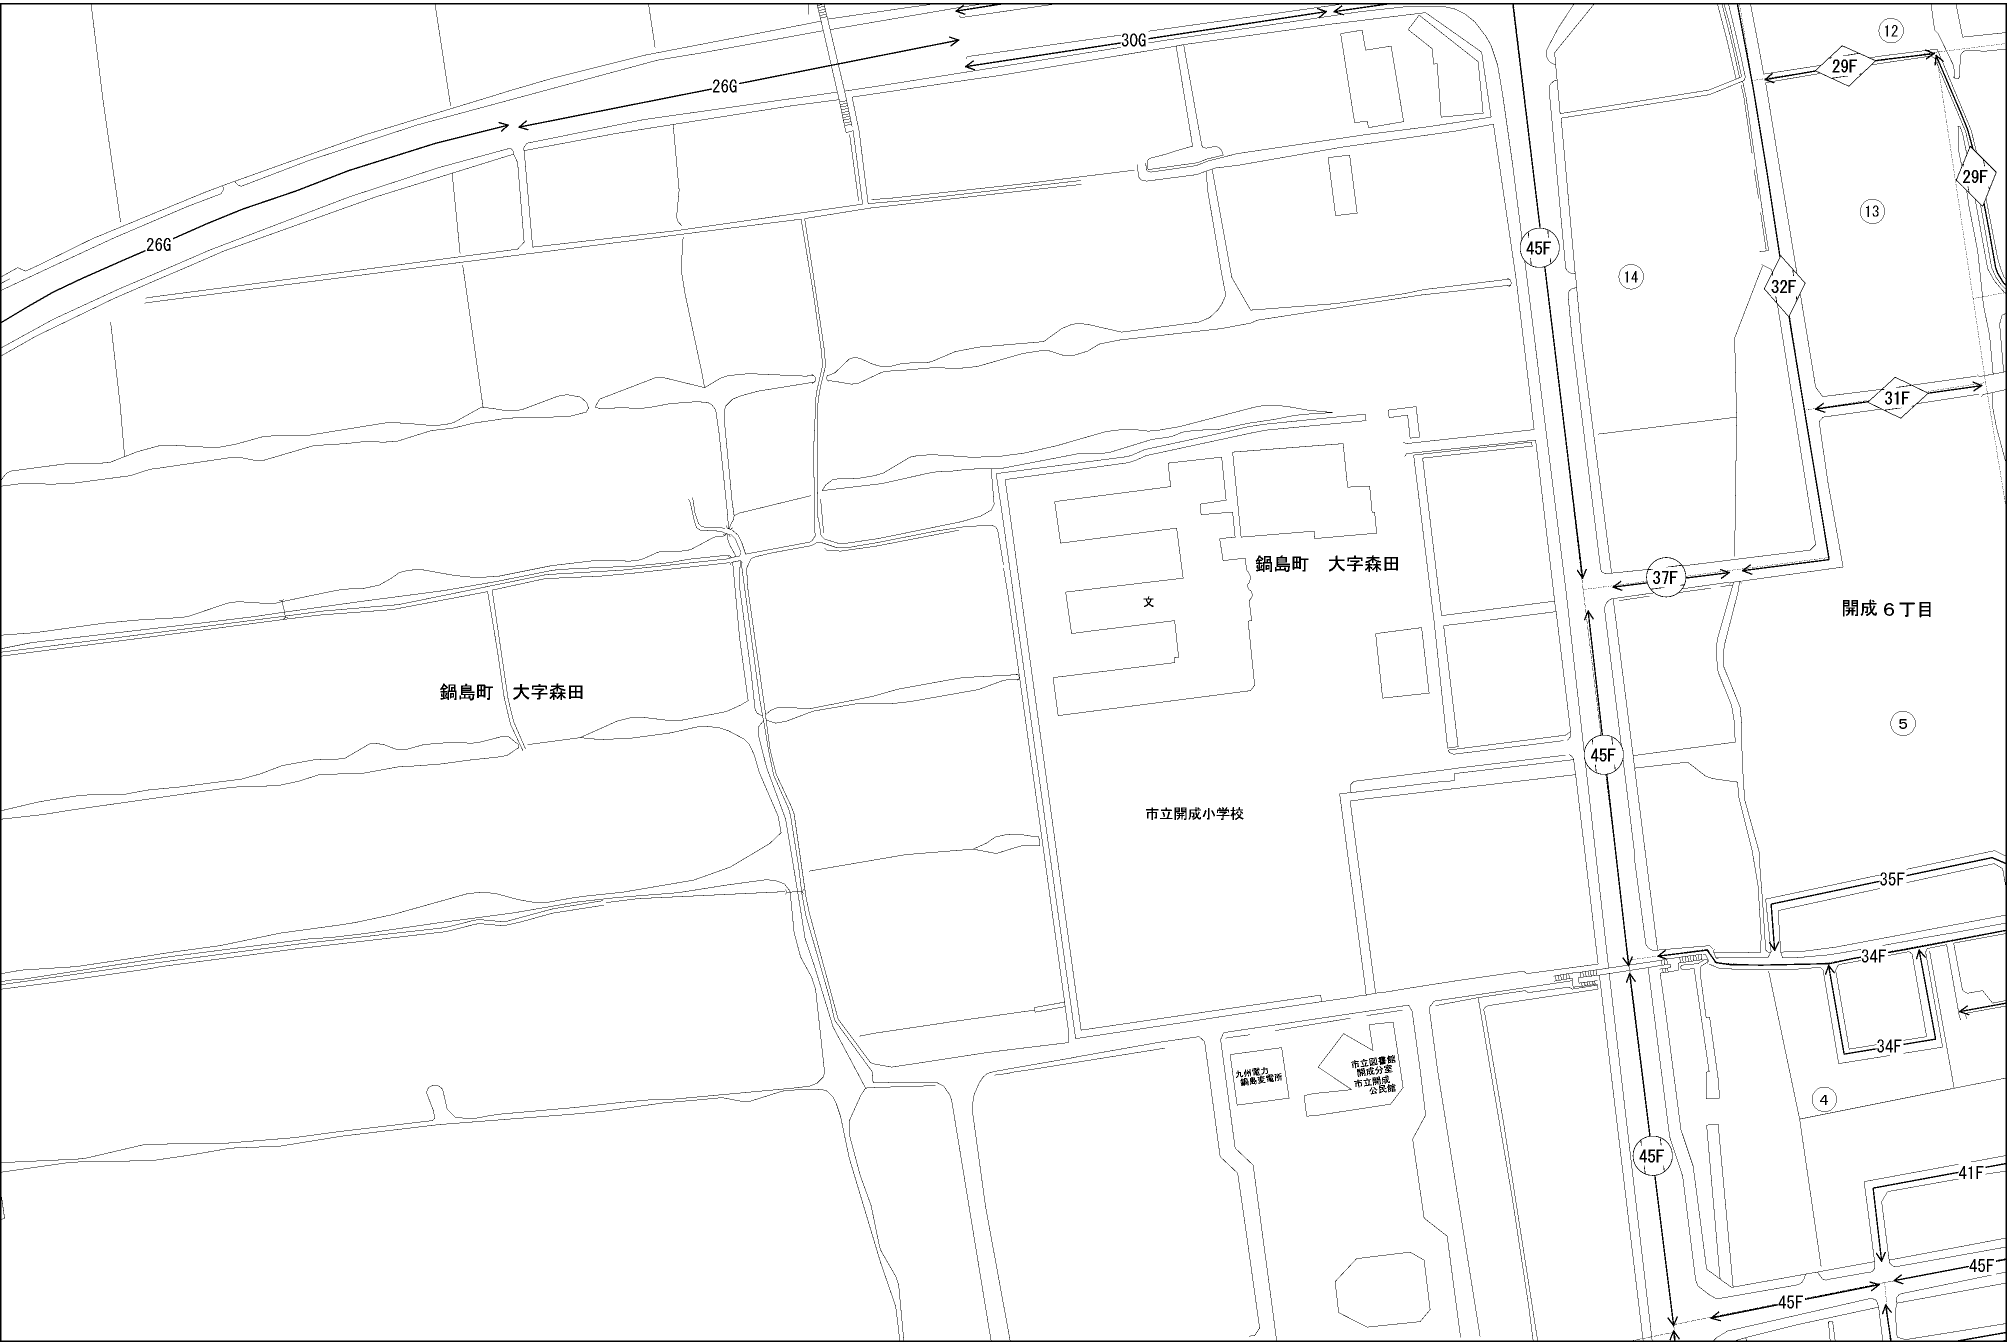 12
30G
29F
26G
29F
13
26G
45F
14
32F
31F
鍋島町　大字森田
37F
文
開成６丁目
鍋島町　大字森田
5
45F
市立開成小学校
35F
34F
34F
九州電力
鍋島変電所
市立図書館
開成分室
市立開成
公民館
4
45F
41F
45F
45F